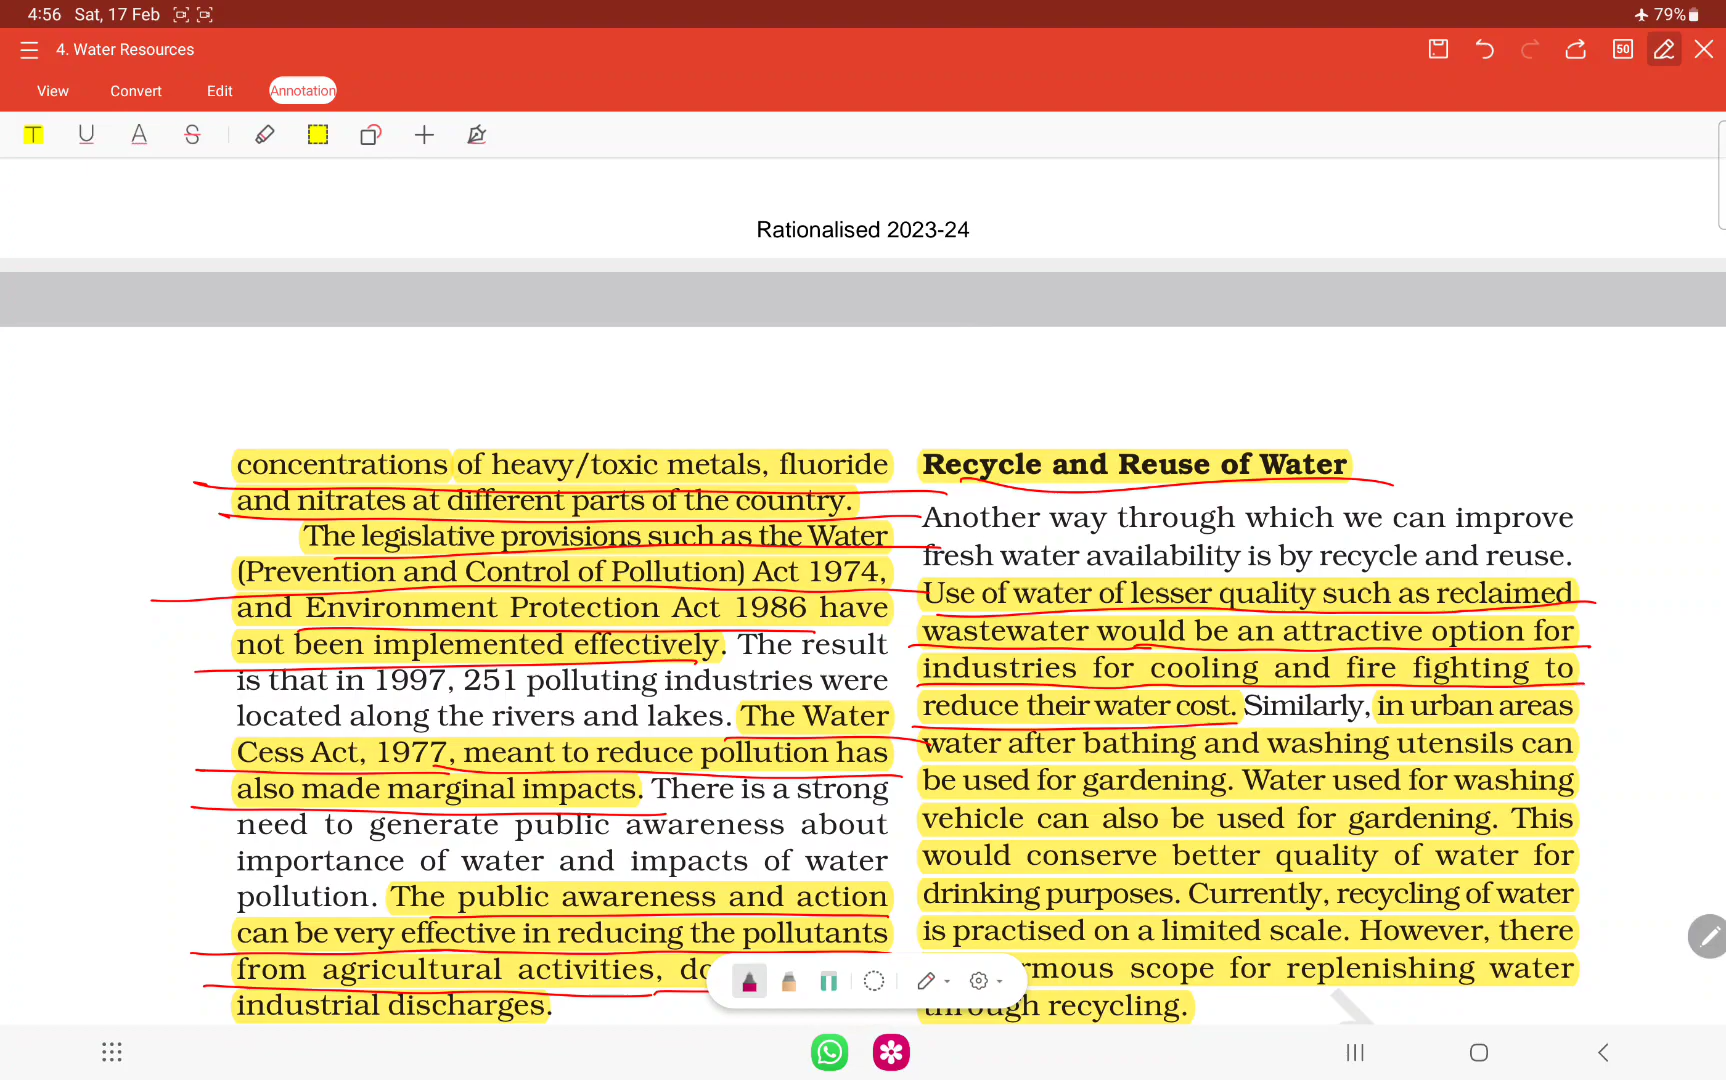 4:56 Sat, 17 Feb
79%
4. Water Resources
50
View Convert Edit Annotation
T U A S
Rationalised 2023-24
concentrations of heavy/toxic metals, fluoride
and nitrates at different parts of the country.
The legislative provisions such as the Water
(Prevention and Control of Pollution) Act 1974,
and Environment Protection Act 1986 have
not been implemented effectively. The result
is that in 1997, 251 polluting industries were
located along the rivers and lakes. The Water
Cess Act, 1977, meant to reduce pollution has
also made marginal impacts. There is a strong
need to generate public awareness about
importance of water and impacts of water
pollution. The public awareness and action
can be very effective in reducing the pollutants
from agricultural activities,
industrial discharges.
Recycle and Reuse of Water
Another way through which we can improve
fresh water availability is by recycle and reuse.
Use of water of lesser quality such as reclaimed
wastewater would be an attractive option for
industries for cooling and fire fighting to
reduce their water cost. Similarly, in urban areas
water after bathing and washing utensils can
be used for gardening. Water used for washing
vehicle can also be used for gardening. This
would conserve better quality of water for
drinking purposes. Currently, recycling of water
is practised on a limited scale. However, there
scope for replenishing water
through recycling.